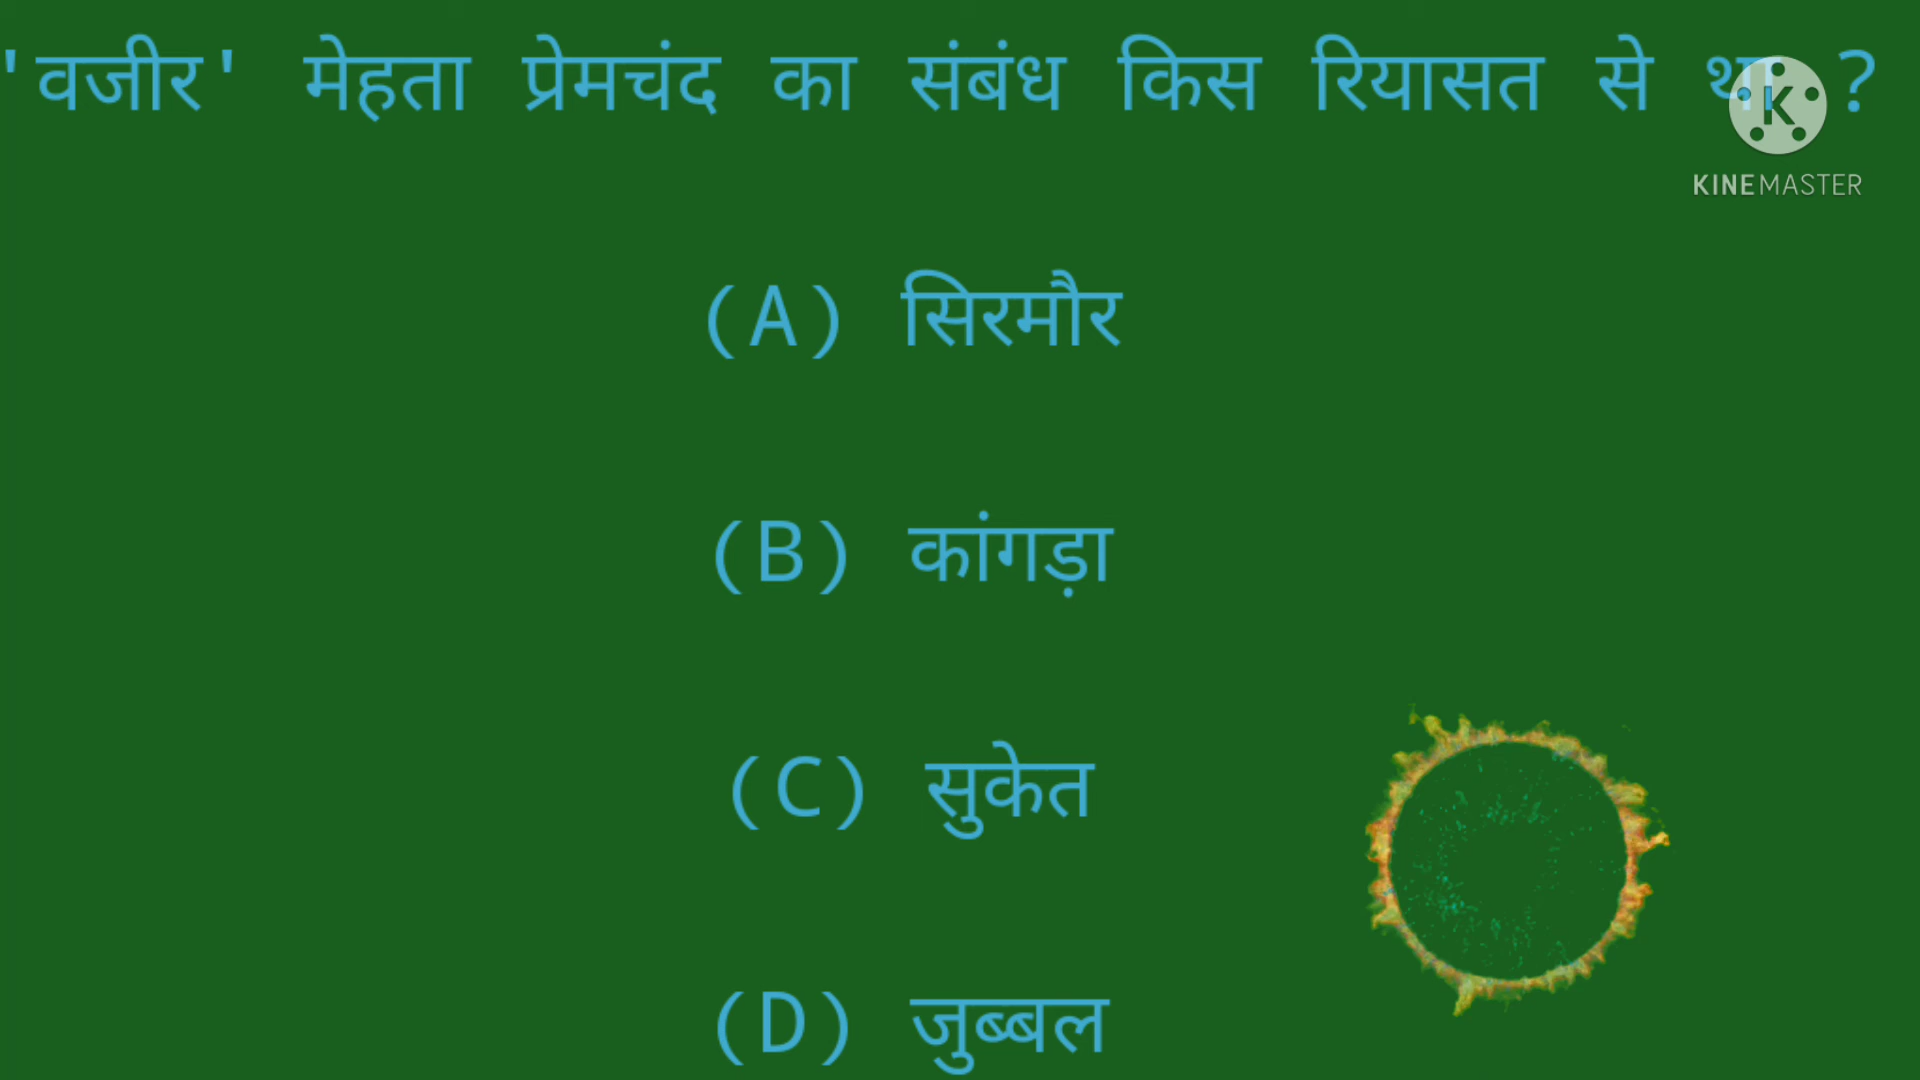 'वजीर' मेहता प्रेमचंद का संबंध किस रियासत से था ?
KINEMASTER
(A) सिरमौर
(B) कांगड़ा
(C) सुकेत
(D) जुब्बल